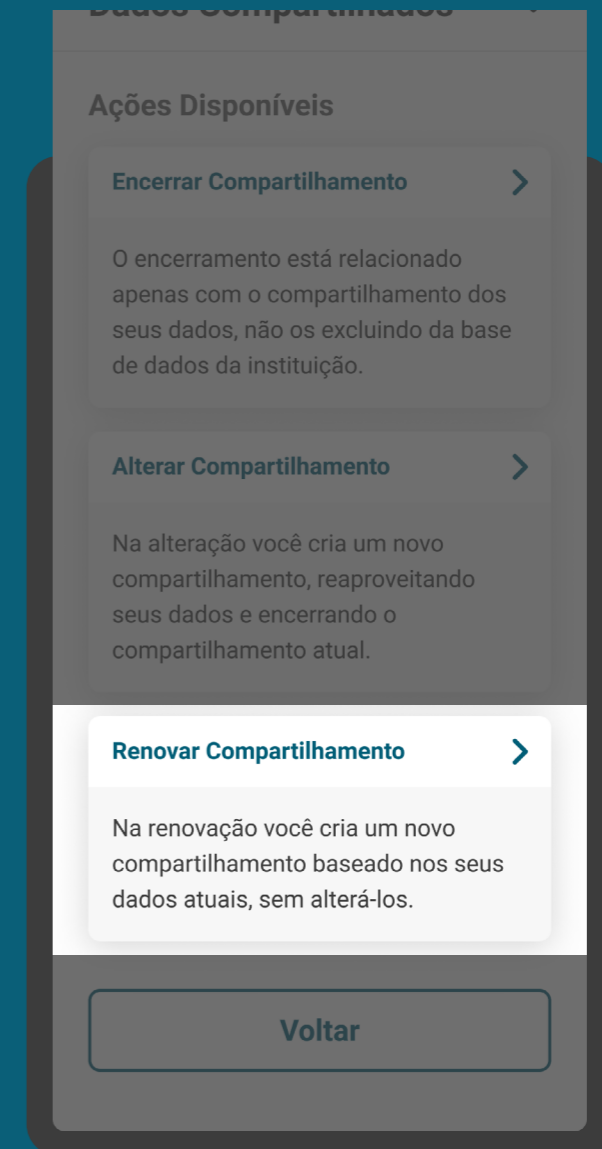 Dados Compartilhados
Ações Disponíveis
Encerrar Compartilhamento
O encerramento está relacionado
apenas com o compartilhamento dos
seus dados, não os excluindo da base
de dados da instituição.
Alterar Compartilhamento
Na alteração você cria um novo
compartilhamento, reaproveitando
seus dados e encerrando o
compartilhamento atual.
Renovar Compartilhamento
Na renovação você cria um novo
compartilhamento baseado nos seus
dados atuais, sem alterá-los.
Voltar